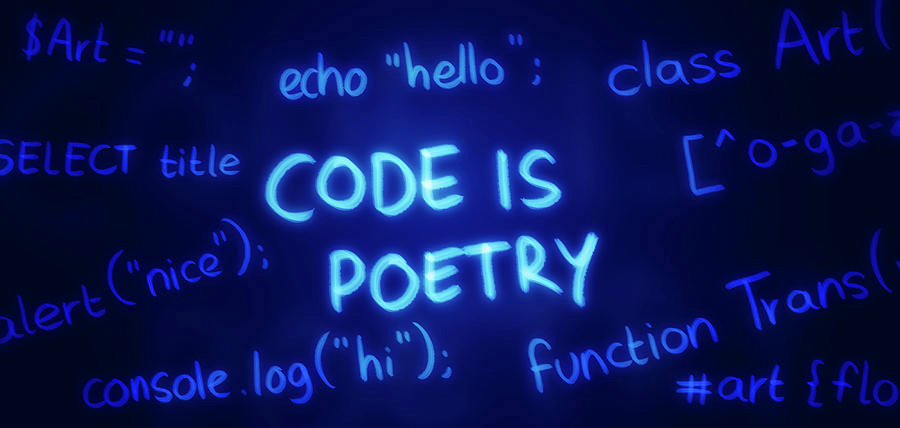 $Art = "";
echo "hello";
class Art(
SELECT title
CODE IS
[^o-ga-z
POETRY
alert("nice");
function Trans(
console.log("hi");
#art {flo